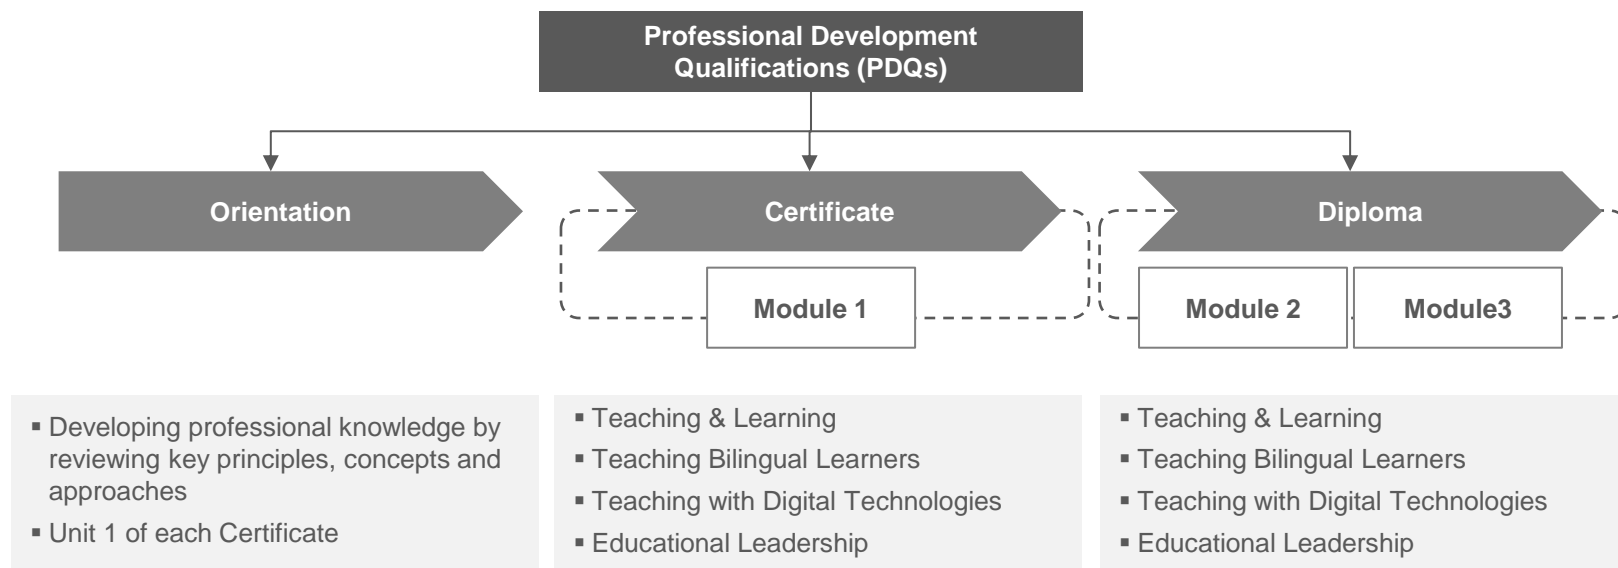 Professional Development
Qualifications (PDQs)
Orientation
Certificate
Diploma
Module 1
Module 2
Module3
▪ Developing professional knowledge by
reviewing key principles, concepts and
approaches
▪ Unit 1 of each Certificate
▪ Teaching & Learning
▪ Teaching Bilingual Learners
▪ Teaching with Digital Technologies
▪ Educational Leadership
▪ Teaching & Learning
▪ Teaching Bilingual Learners
▪ Teaching with Digital Technologies
▪ Educational Leadership